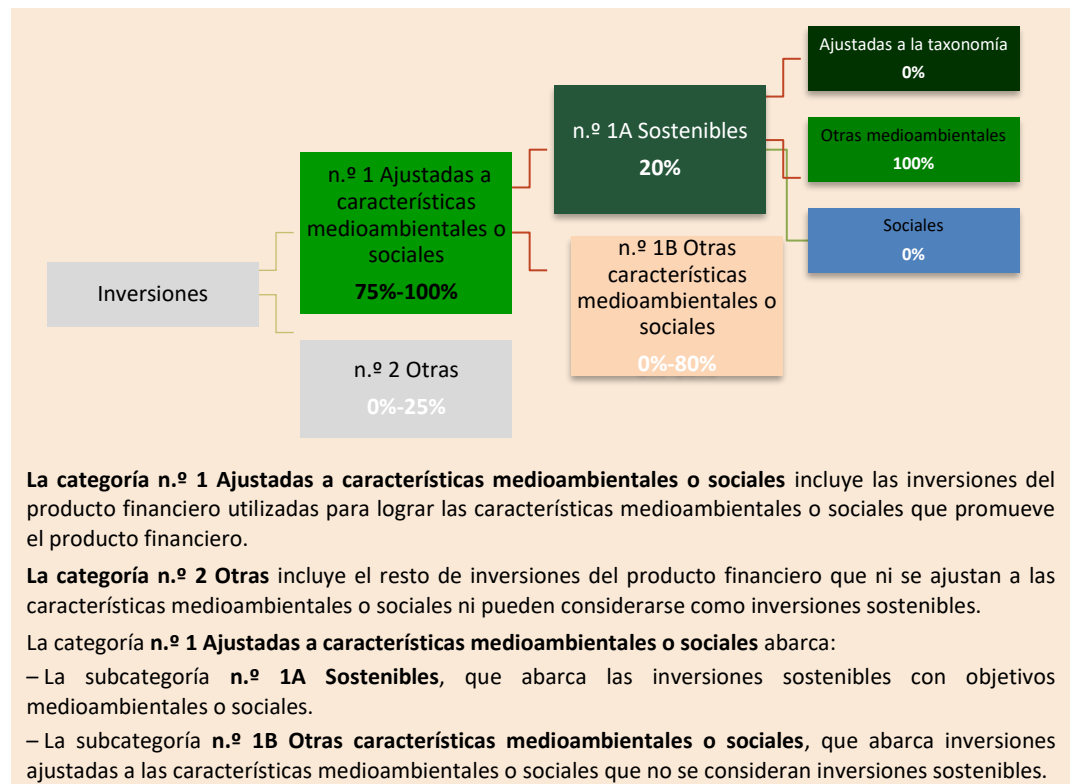 Inversiones
n.º 1 Ajustadas a
características
medioambientales o
sociales
75%-100%
n.º 2 Otras
0%-25%
n.º 1A Sostenibles
20%
n.º 1B Otras
características
medioambientales o
sociales
0%-80%
Ajustadas a la taxonomía
0%
Otras medioambientales
100%
Sociales
0%
La categoría n.º 1 Ajustadas a características medioambientales o sociales incluye las inversiones del
producto financiero utilizadas para lograr las características medioambientales o sociales que promueve
el producto financiero.
La categoría n.º 2 Otras incluye el resto de inversiones del producto financiero que ni se ajustan a las
características medioambientales o sociales ni pueden considerarse como inversiones sostenibles.
La categoría n.º 1 Ajustadas a características medioambientales o sociales abarca:
– La subcategoría n.º 1A Sostenibles, que abarca las inversiones sostenibles con objetivos
medioambientales o sociales.
– La subcategoría n.º 1B Otras características medioambientales o sociales, que abarca inversiones
ajustadas a las características medioambientales o sociales que no se consideran inversiones sostenibles.